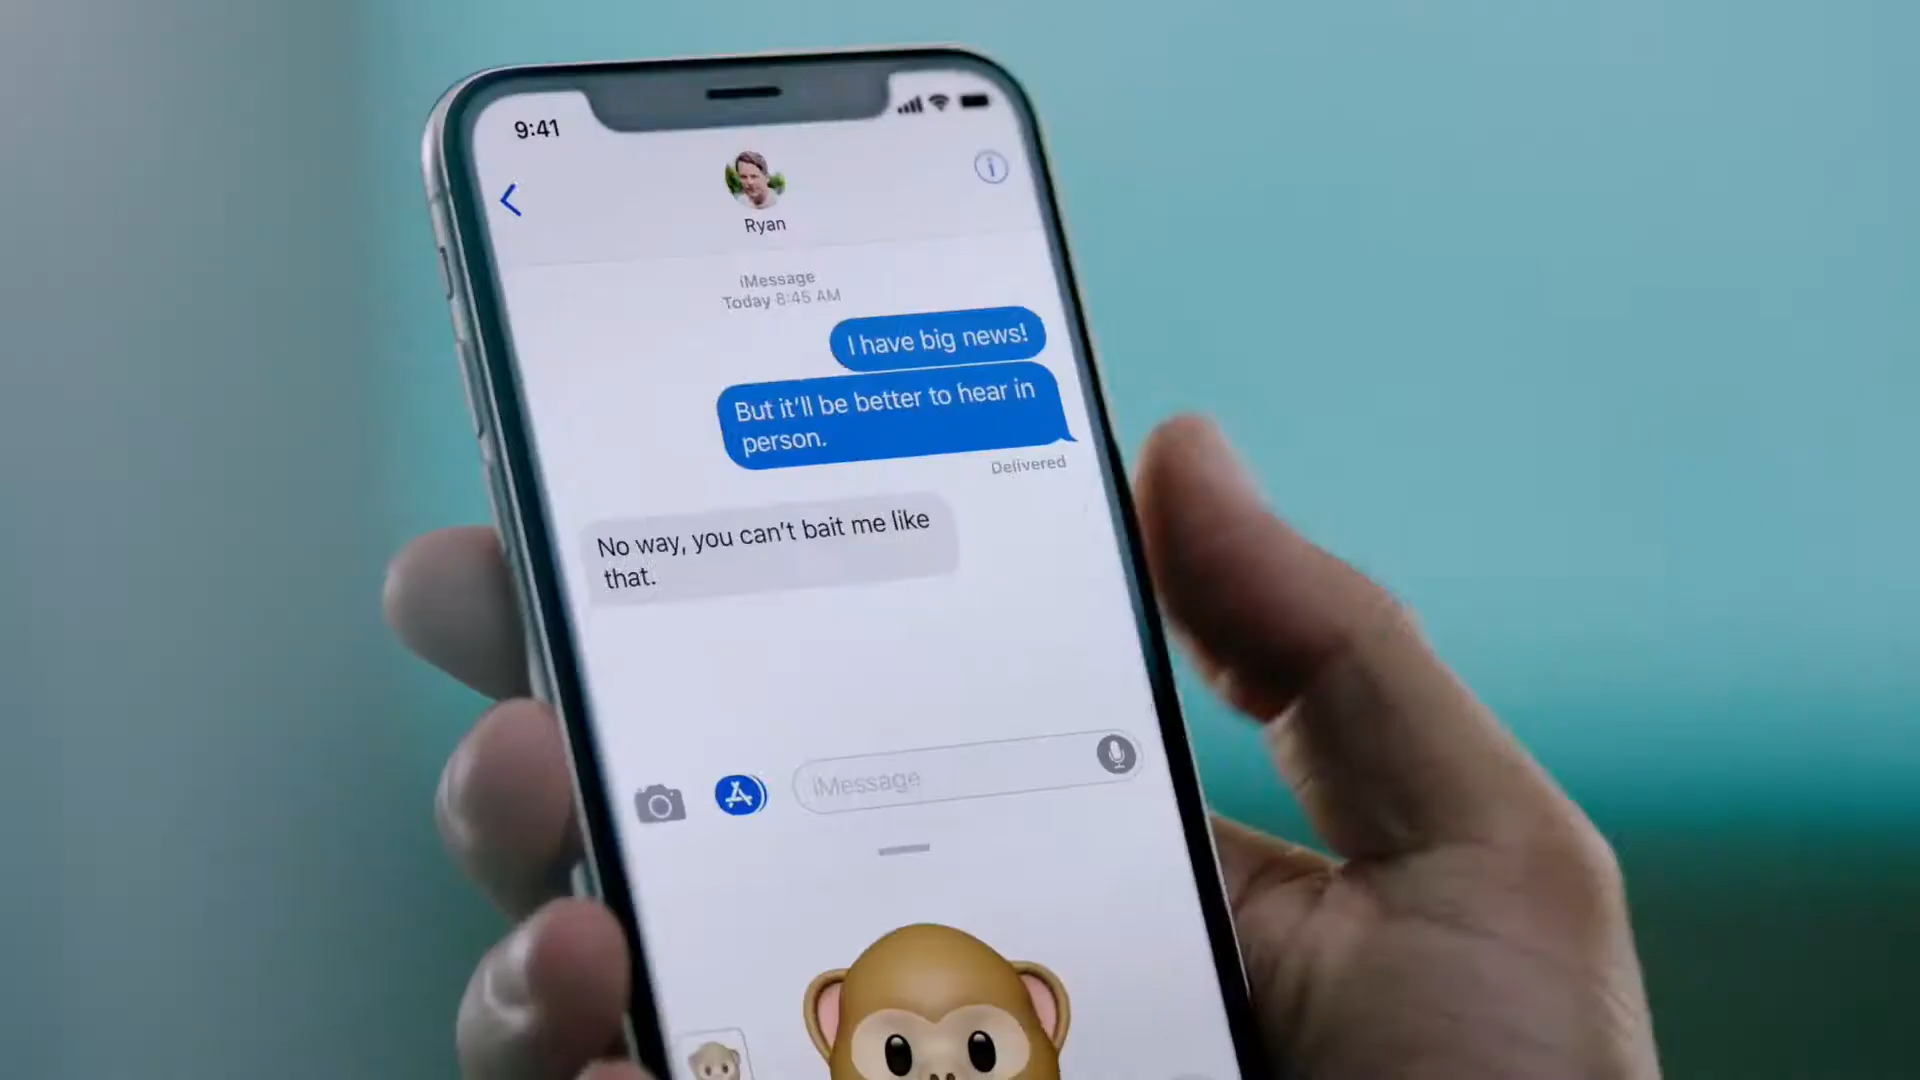 9:41
Ryan
iMessage
Today 8:45 AM
I have big news!
But it'll be better to hear in
person.
Delivered
No way, you can't bait me like
that.
iMessage